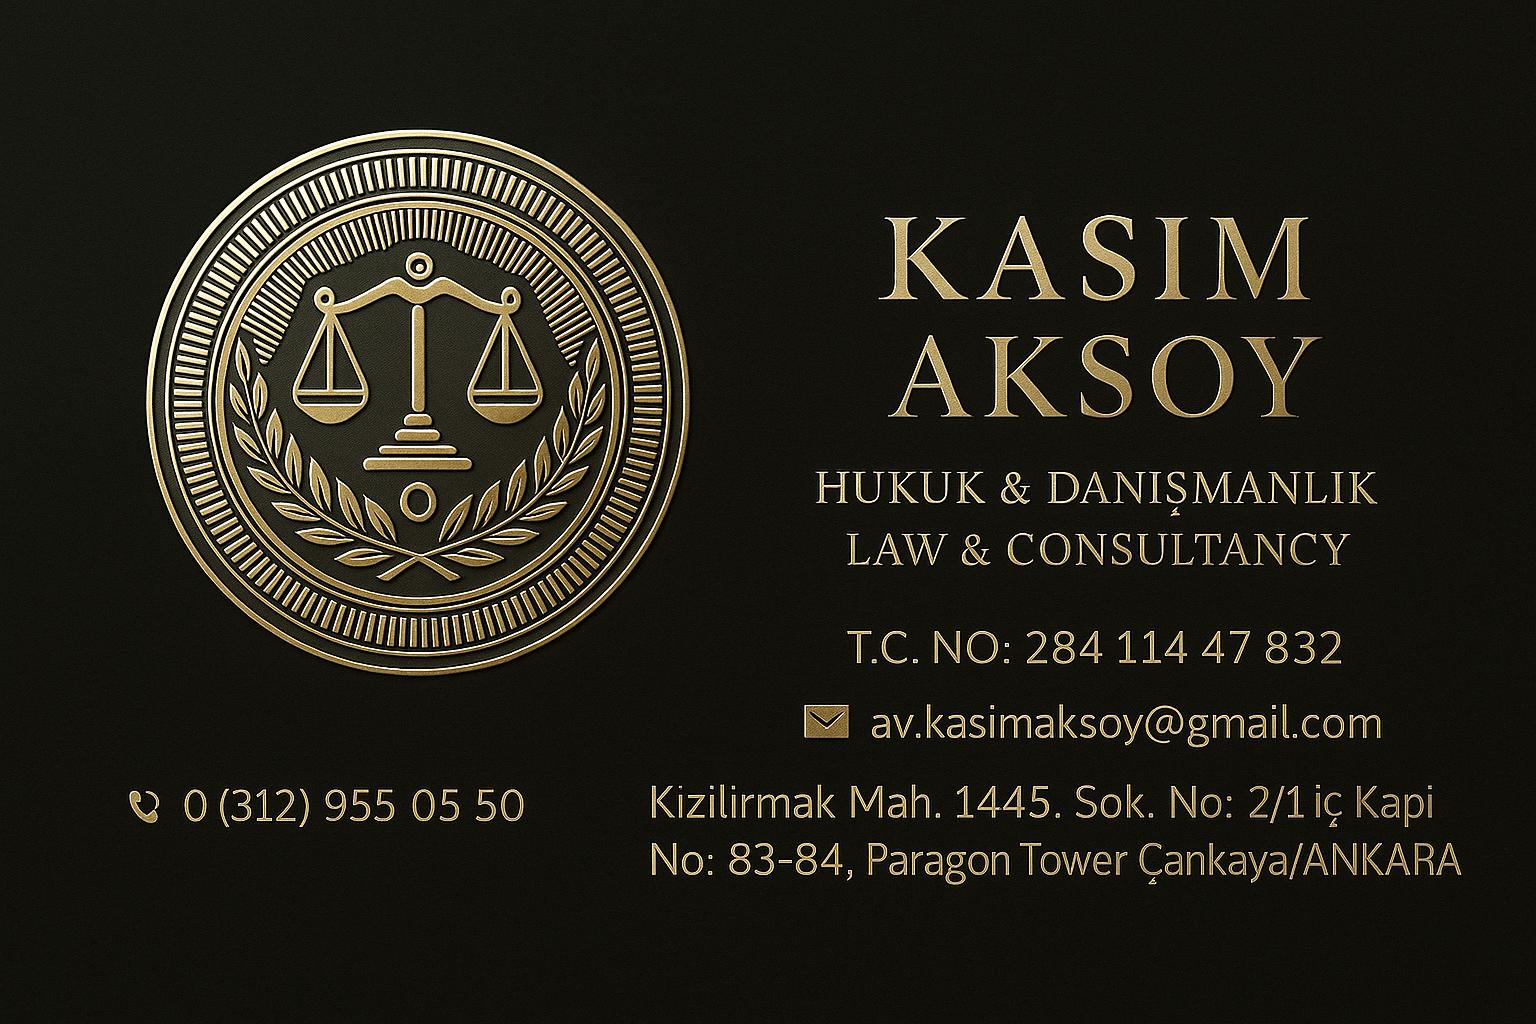 KASIM
AKSOY
HUKUK & DANIŞMANLIK
LAW & CONSULTANCY
T.C. NO: 284 114 47 832
av.kasimaksoy@gmail.com
0 (312) 955 05 50
Kizilirmak Mah. 1445. Sok. No: 2/1 iç Kapi
No: 83-84, Paragon Tower Çankaya/ANKARA